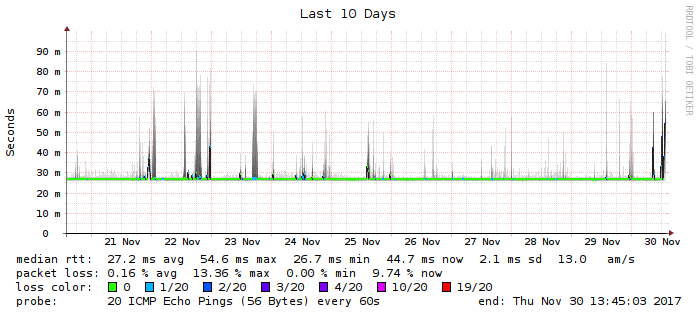 Last 10 Days
RRDTOOL / TOBI OETIKER
Seconds
90 m
80 m
70 m
60 m
50 m
40 m
30 m
20 m
10 m
0
21 Nov 22 Nov 23 Nov 24 Nov 25 Nov 26 Nov 27 Nov 28 Nov 29 Nov 30 Nov
median rtt: 27.2 ms avg 54.6 ms max 26.7 ms min 44.7 ms now 2.1 ms sd 13.0 am/s
packet loss: 0.16 % avg 13.36 % max 0.00 % min 9.74 % now
loss color: 0 1/20 2/20 3/20 4/20 10/20 19/20
probe: 20 ICMP Echo Pings (56 Bytes) every 60s end: Thu Nov 30 13:45:03 2017